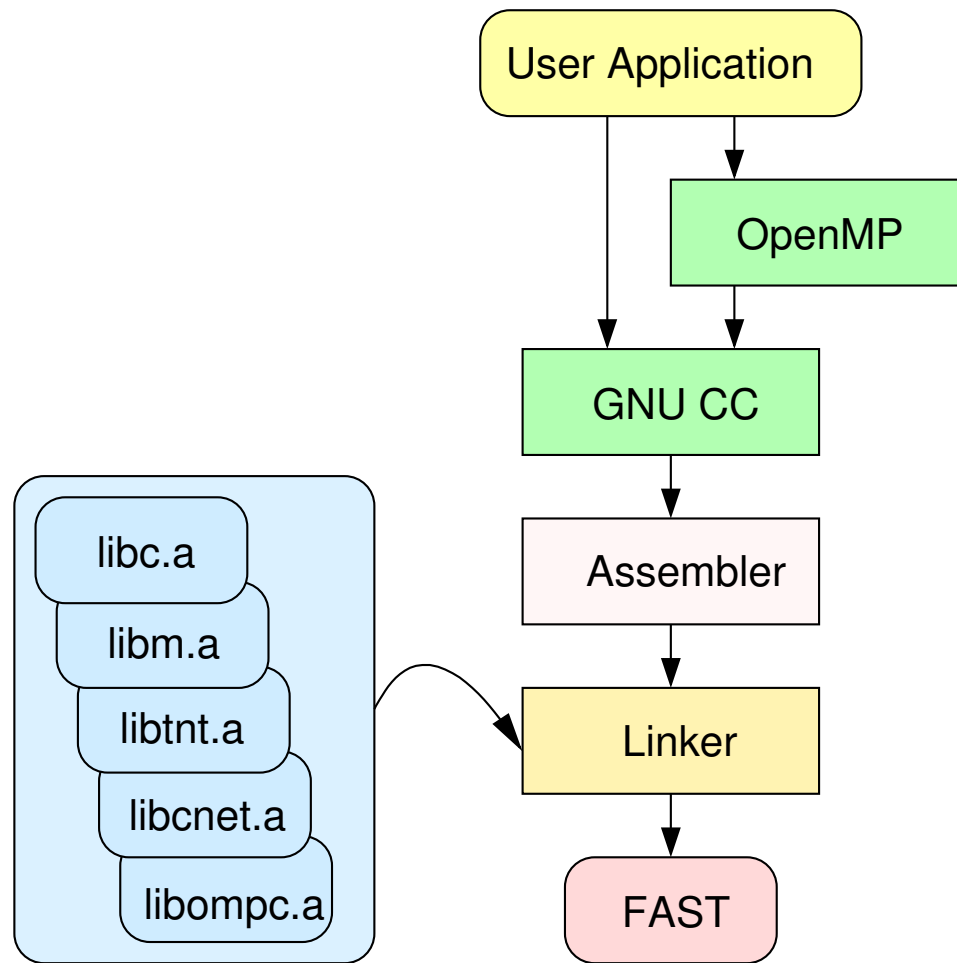 User Application
OpenMP
GNU CC
Assembler
Linker
FAST
libc.a
libm.a
libtnt.a
libcnet.a
libompc.a